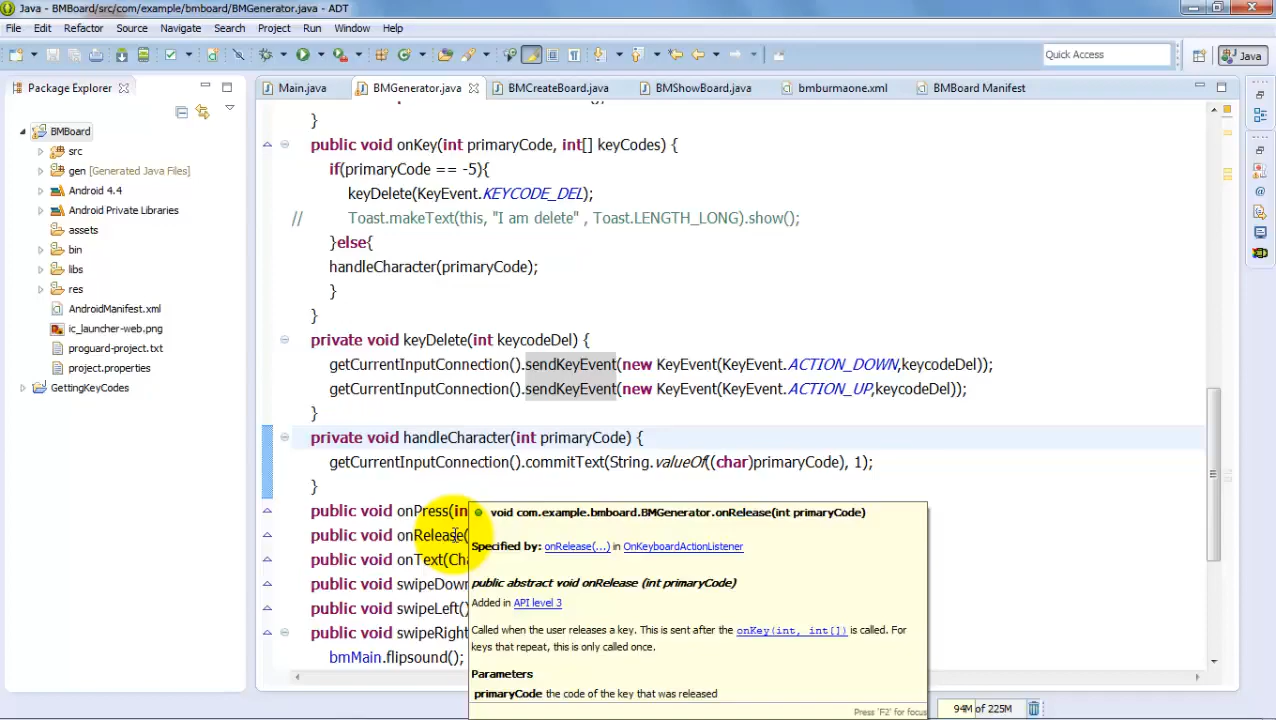 Java - BMBoard/src/com/example/bmboard/BMGenerator.java - ADT
File Edit Refactor Source Navigate Search Project Run Window Help
Quick Access
Java
Package Explorer
Main.java BMGenerator.java BMCreateBoard.java BMShowBoard.java bmburmaone.xml BMBoard Manifest
BMBoard
src
gen [Generated Java Files]
Android 4.4
Android Private Libraries
assets
bin
libs
res
AndroidManifest.xml
ic_launcher-web.png
proguard-project.txt
project.properties
GettingKeyCodes
}
public void onKey(int primaryCode, int[] keyCodes) {
if(primaryCode == -5){
keyDelete(KeyEvent.KEYCODE_DEL);
// Toast.makeText(this, "I am delete" , Toast.LENGTH_LONG).show();
}else{
handleCharacter(primaryCode);
}
}
private void keyDelete(int keycodeDel) {
getCurrentInputConnection().sendKeyEvent(new KeyEvent(KeyEvent.ACTION_DOWN,keycodeDel));
getCurrentInputConnection().sendKeyEvent(new KeyEvent(KeyEvent.ACTION_UP,keycodeDel));
}
private void handleCharacter(int primaryCode) {
getCurrentInputConnection().commitText(String.valueOf((char)primaryCode), 1);
}
public void onPress(in
public void onRelease(
public void onText(Cha
public void swipeDown
public void swipeLeft()
public void swipeRight
bmMain.flipsound();
void com.example.bmboard.BMGenerator.onRelease(int primaryCode)
Specified by: onRelease(...) in OnKeyboardActionListener
public abstract void onRelease (int primaryCode)
Added in API level 3
Called when the user releases a key. This is sent after the onKey(int, int[]) is called. For
keys that repeat, this is only called once.
Parameters
primaryCode the code of the key that was released
Press 'F2' for focus
94M of 225M